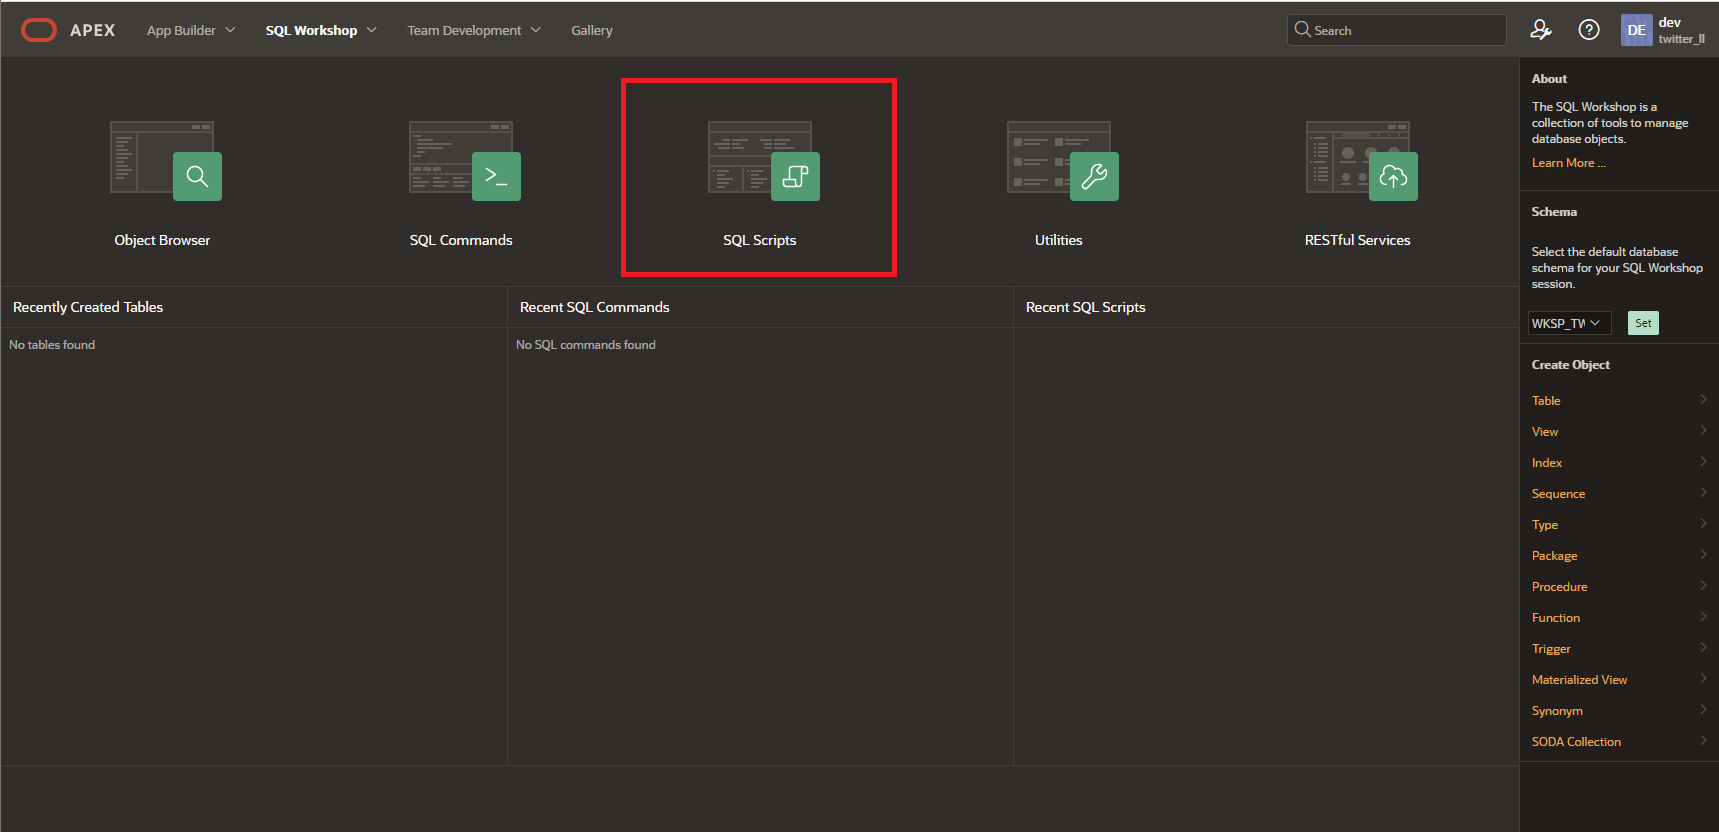 APEX
App Builder
SQL Workshop
Team Development
Gallery
Search
DE
dev
twitter_ll
Object Browser
SQL Commands
SQL Scripts
Utilities
RESTful Services
Recently Created Tables
No tables found
Recent SQL Commands
No SQL commands found
Recent SQL Scripts
About
The SQL Workshop is a
collection of tools to manage
database objects.
Learn More ...
Schema
Select the default database
schema for your SQL Workshop
session.
WKSP_TW
Set
Create Object
Table
View
Index
Sequence
Type
Package
Procedure
Function
Trigger
Materialized View
Synonym
SODA Collection